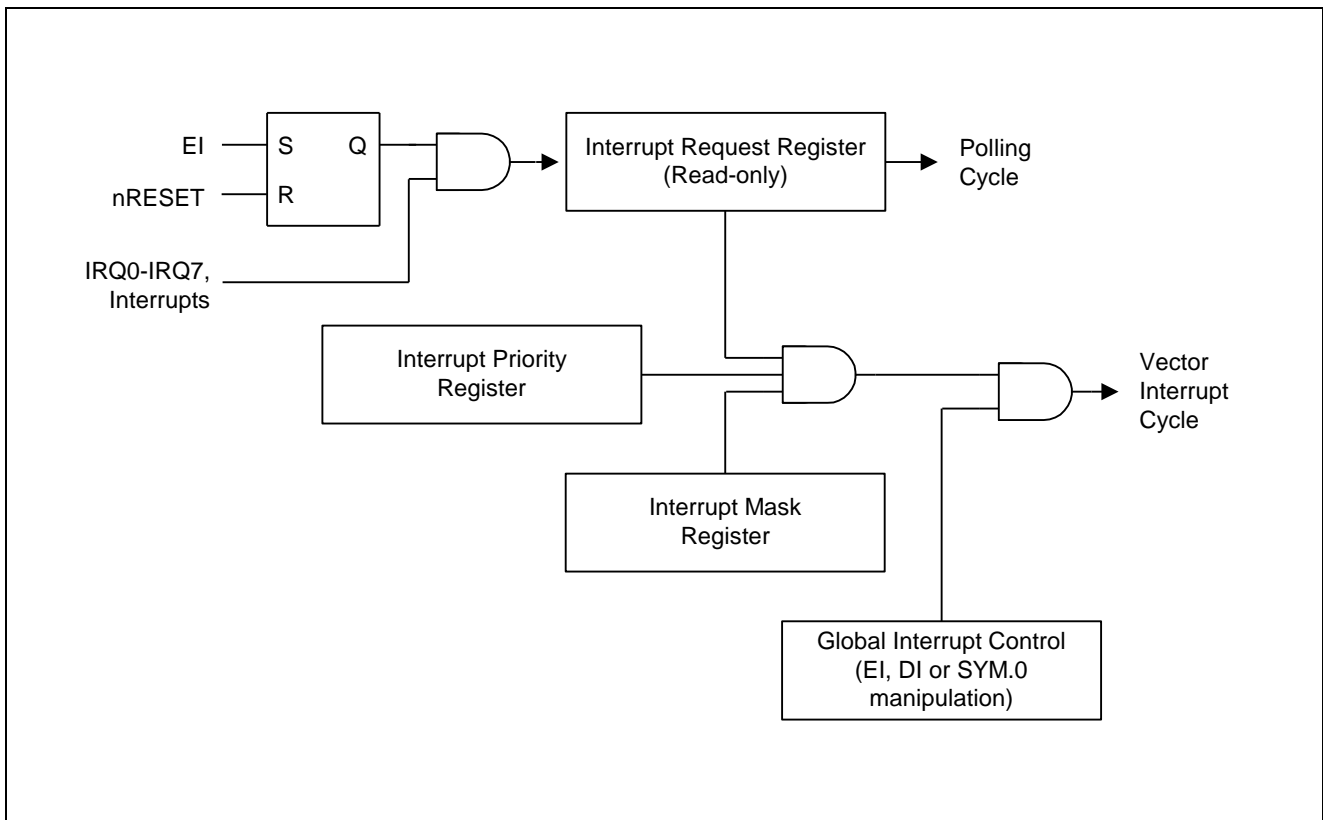 EI
S
Q
nRESET
R
IRQ0-IRQ7,
Interrupts
Interrupt Request Register
(Read-only)
Polling
Cycle
Interrupt Priority
Register
Vector
Interrupt
Cycle
Interrupt Mask
Register
Global Interrupt Control
(EI, DI or SYM.0
manipulation)